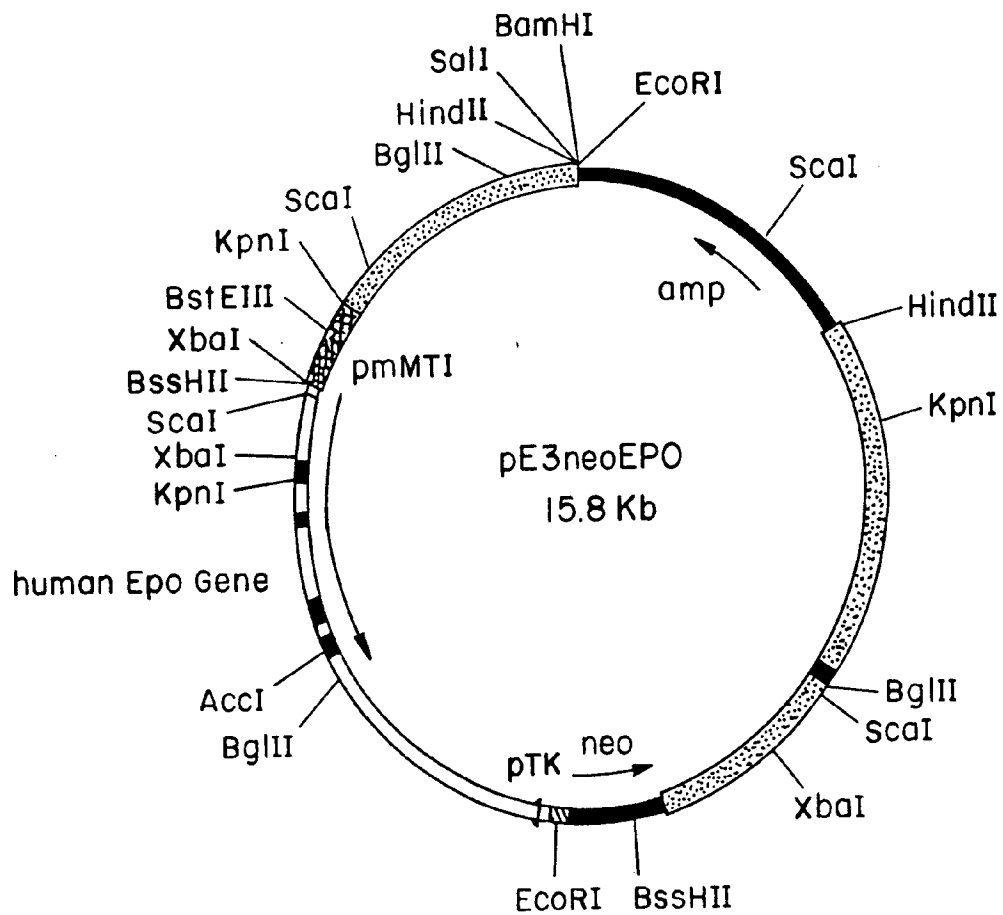 BamHI
SalI
EcoRI
HindII
BglII
ScaI
ScaI
KpnI
amp
BstEIII
HindII
XbaI
pmMTI
BssHII
KpnI
ScaI
XbaI
pE3neoEPO
KpnI
15.8 Kb
human Epo Gene
AccI
BglII
BglII
ScaI
neo
pTK
XbaI
EcoRI
BssHII